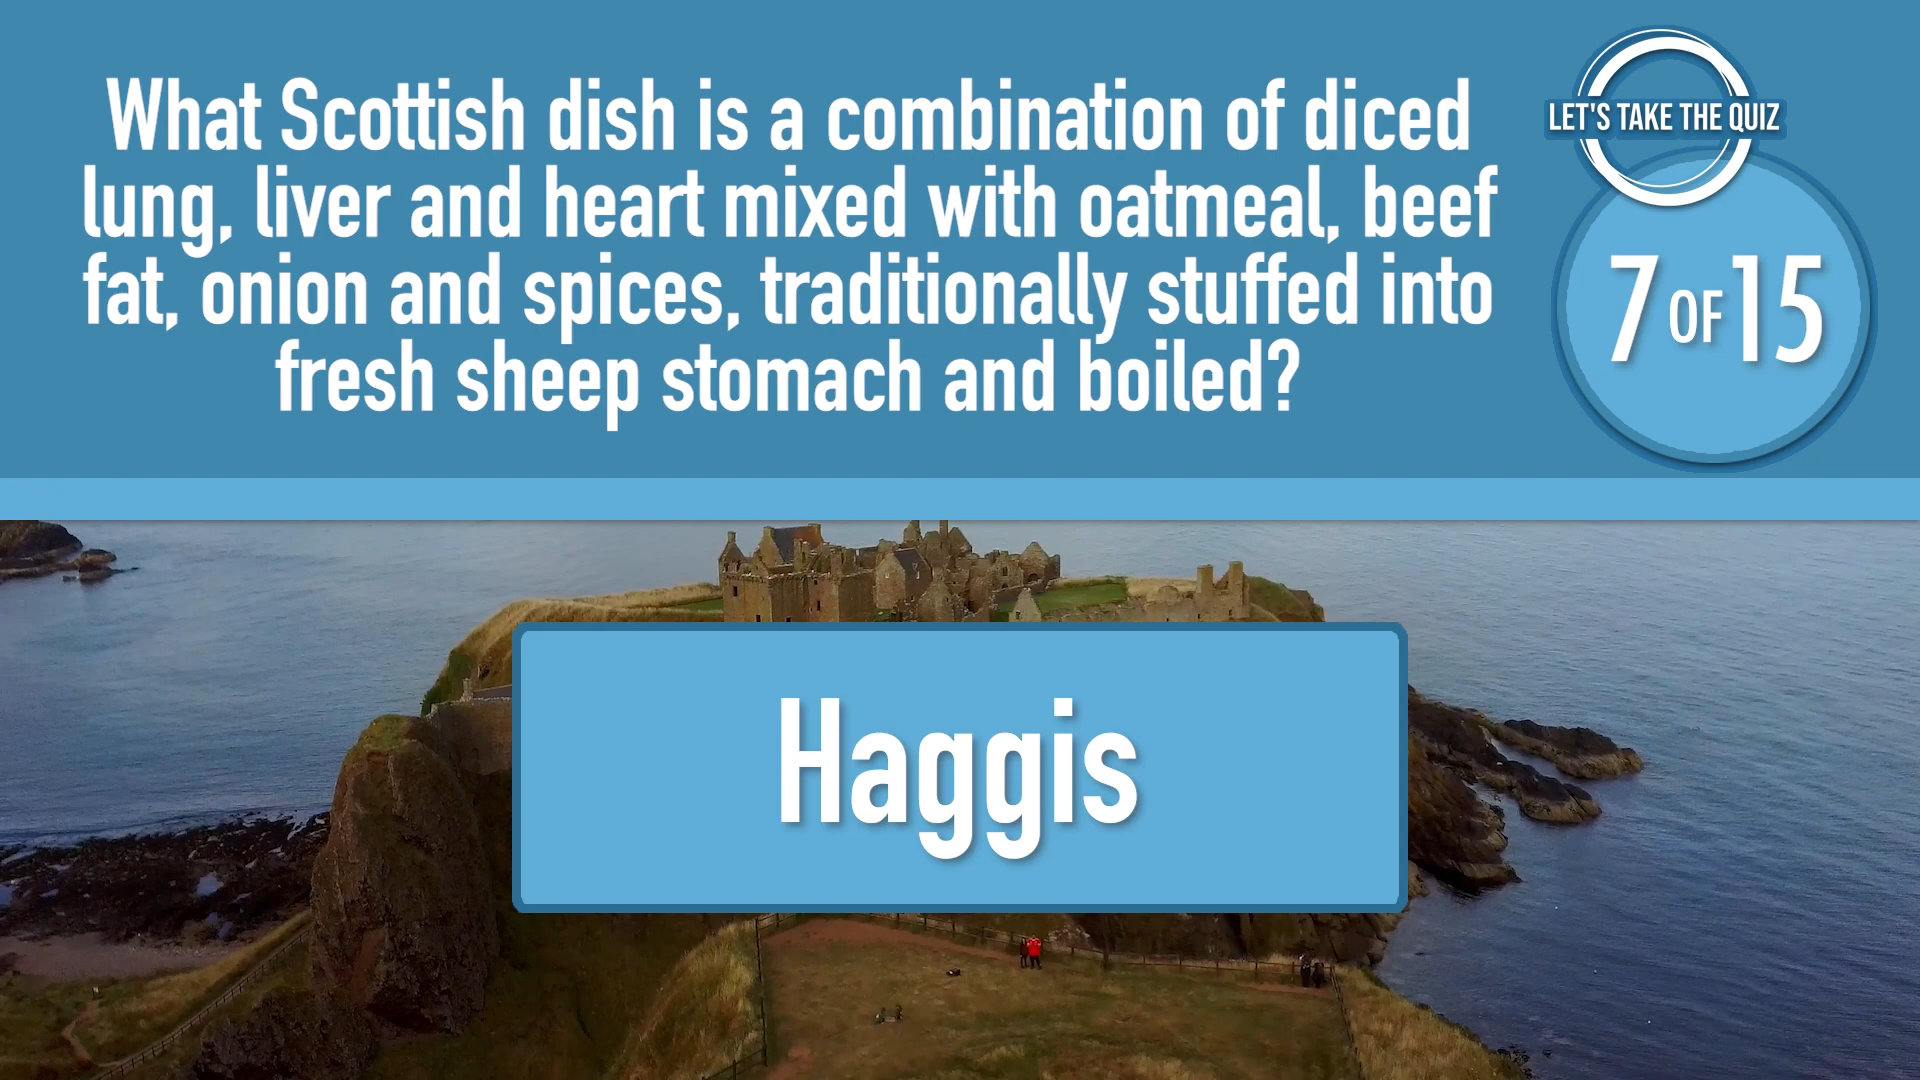 What Scottish dish is a combination of diced
lung, liver and heart mixed with oatmeal, beef
fat, onion and spices, traditionally stuffed into
fresh sheep stomach and boiled?
LET'S TAKE THE QUIZ
7 OF 15
Haggis